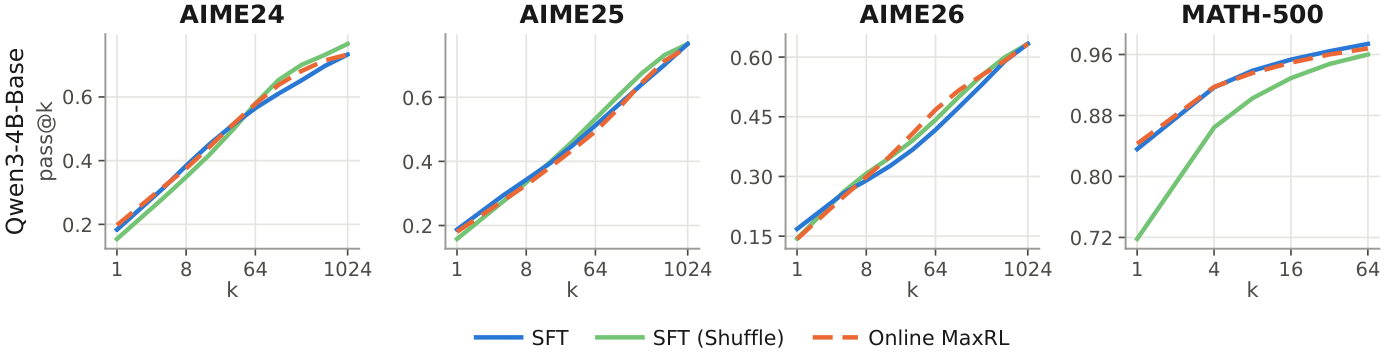 AIME24 AIME25 AIME26 MATH-500
Qwen3-4B-Base
pass@k
0.6
0.4
0.2
1 8 64 1024
k
0.6
0.4
0.2
1 8 64 1024
k
0.60
0.45
0.30
0.15
1 8 64 1024
k
0.96
0.88
0.80
0.72
1 4 16 64
k
SFT SFT (Shuffle) Online MaxRL